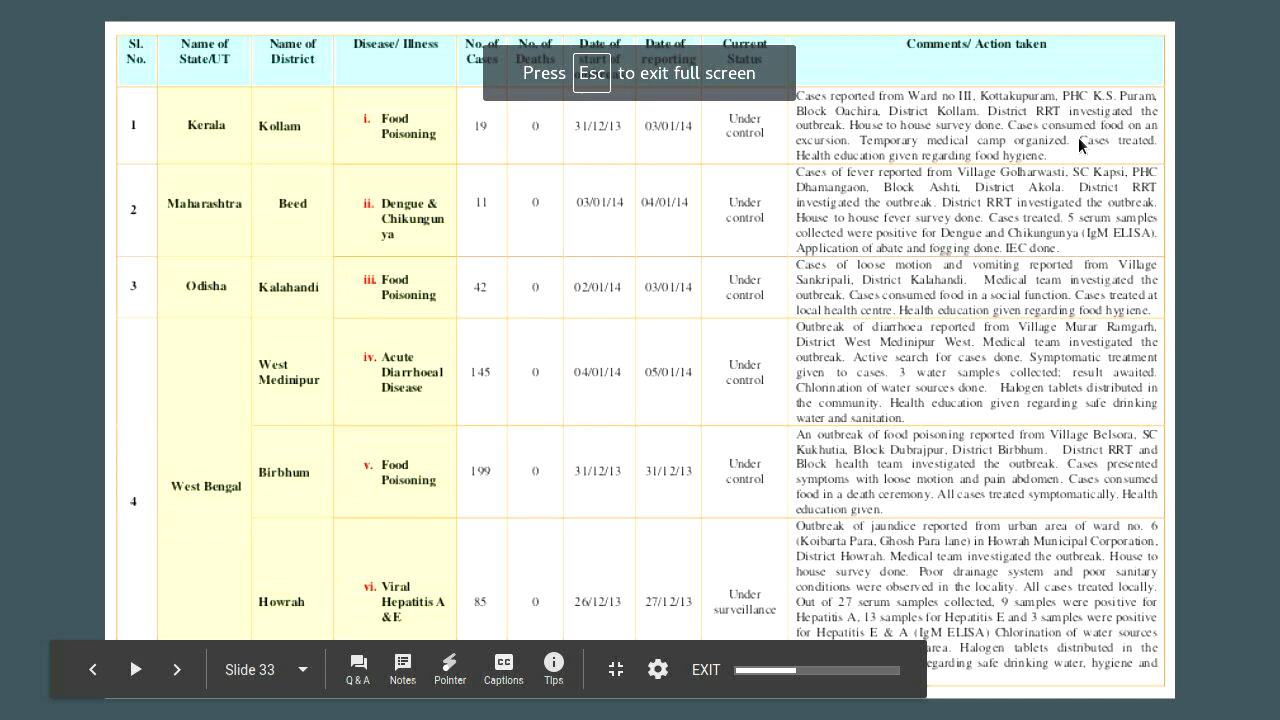 Sl. No.
Name of State/UT
Name of District
Disease/ Illness
No. of Cases
No. of Deaths
Date of start of
Date of reporting
Current Status
Comments/ Action taken
Press Esc to exit full screen
1
Kerala
Kollam
i. Food
Poisoning
19
0
31/12/13
03/01/14
Under
control
Cases reported from Ward no III, Kottakupuram, PHC K.S. Puram,
Block Oachira, District Kollam. District RRT investigated the
outbreak. House to house survey done. Cases consumed food on an
excursion. Temporary medical camp organized. Cases treated.
Health education given regarding food hygiene.
2
Maharashtra
Beed
ii. Dengue &
Chikungun
ya
11
0
03/01/14
04/01/14
Under
control
Cases of fever reported from Village Golharwasti, SC Kapsi, PHC
Dhamangaon, Block Ashti, District Akola. District RRT
investigated the outbreak. District RRT investigated the outbreak.
House to house fever survey done. Cases treated. 5 serum samples
collected were positive for Dengue and Chikungunya (IgM ELISA).
Application of abate and fogging done. IEC done.
3
Odisha
Kalahandi
iii. Food
Poisoning
42
0
02/01/14
03/01/14
Under
control
Cases of loose motion and vomiting reported from Village
Sankripali, District Kalahandi. Medical team investigated the
outbreak. Cases consumed food in a social function. Cases treated at
local health centre. Health education given regarding food hygiene.
4
West Bengal
West
Medinipur
iv. Acute
Diarrhoeal
Disease
145
0
04/01/14
05/01/14
Under
control
Outbreak of diarrhoea reported from Village Murar Ramgarh,
District West Medinipur West. Medical team investigated the
outbreak. Active search for cases done. Symptomatic treatment
given to cases. 3 water samples collected; result awaited.
Chlorination of water sources done. Halogen tablets distributed in
the community. Health education given regarding safe drinking
water and sanitation.
Birbhum
v. Food
Poisoning
199
0
31/12/13
31/12/13
Under
control
An outbreak of food poisoning reported from Village Belsora, SC
Kukhutia, Block Dubrajpur, District Birbhum. District RRT and
Block health team investigated the outbreak. Cases presented
symptoms with loose motion and pain abdomen. Cases consumed
food in a death ceremony. All cases treated symptomatically. Health
education given.
Howrah
vi. Viral
Hepatitis A
&E
85
0
26/12/13
27/12/13
Under
surveillance
Outbreak of jaundice reported from urban area of ward no. 6
(Koibarta Para, Ghosh Para lane) in Howrah Municipal Corporation,
District Howrah. Medical team investigated the outbreak. House to
house survey done. Poor drainage system and poor sanitary
conditions were observed in the locality. All cases treated locally.
Out of 27 serum samples collected, 9 samples were positive for
Hepatitis A, 13 samples for Hepatitis E and 3 samples were positive
for Hepatitis E & A (IgM ELISA) Chlorination of water sources
area. Halogen tablets distributed in the
egarding safe drinking water, hygiene and
Slide 33
Q & A
Notes
Pointer
Captions
Tips
EXIT